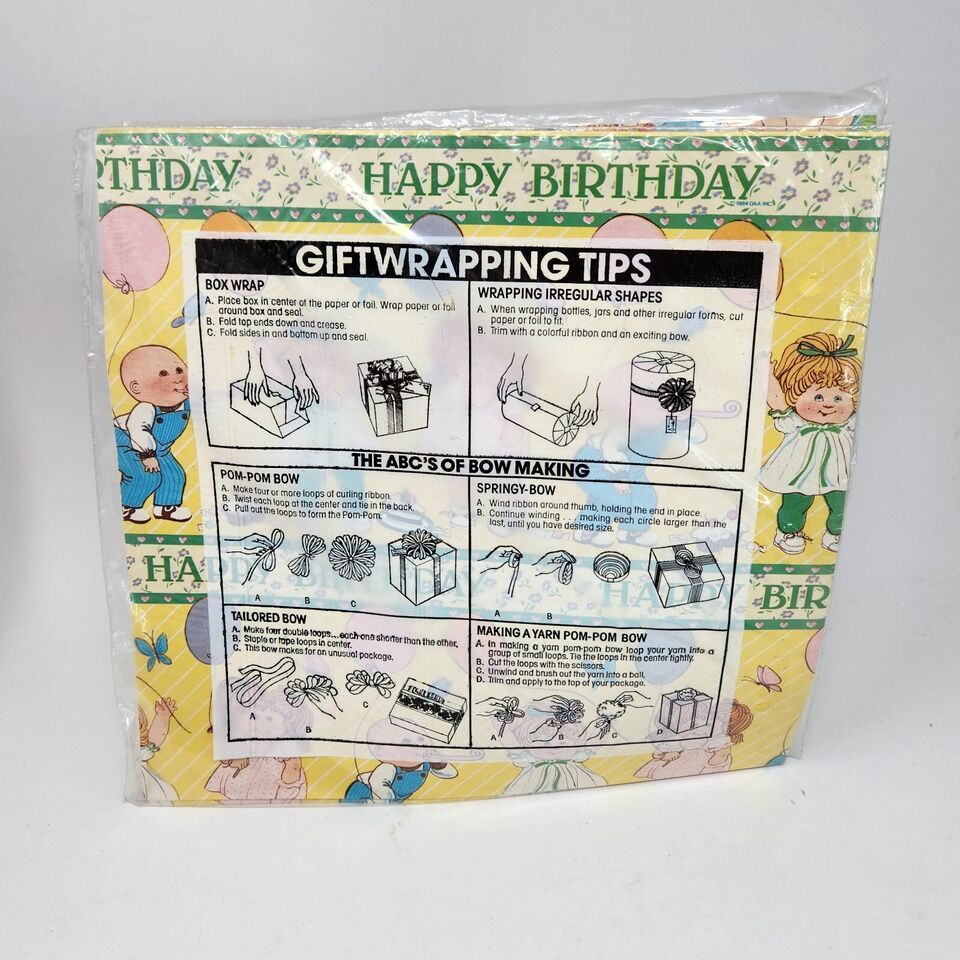 RTHDAY HAPPY BIRTHDAY
© 1984 OAA, INC.
GIFTWRAPPING TIPS
BOX WRAP
A. Place box in center of the paper or foil. Wrap paper or foil
around box and seal.
B. Fold top ends down and crease.
C. Fold sides in and bottom up and seal.
WRAPPING IRREGULAR SHAPES
A. When wrapping bottles, jars and other irregular forms, cut
paper or foil to fit.
B. Trim with a colorful ribbon and an exciting bow.
THE ABC'S OF BOW MAKING
POM-POM BOW
A. Make four or more loops of curling ribbon.
B. Twist each loop at the center and tie in the back.
C. Pull out the loops to form the Pom-Pom.
A B C
SPRINGY-BOW
A. Wind ribbon around thumb, holding the end in place.
B. Continue winding . . . making each circle larger than the
last, until you have desired size.
A B
HAPPY BIRTHDAY HAPPY BIR
TAILORED BOW
A. Make four double loops...each one shorter than the other.
B. Staple or tape loops in center.
C. This bow makes for an unusual package.
A B C
MAKING A YARN POM-POM BOW
A. In making a yarn pom-pom bow loop your yarn into a
group of small loops. Tie the loops in the center tightly.
B. Cut the loops with the scissors.
C. Unwind and brush out the yarn into a ball.
D. Trim and apply to the top of your package.
A B C D